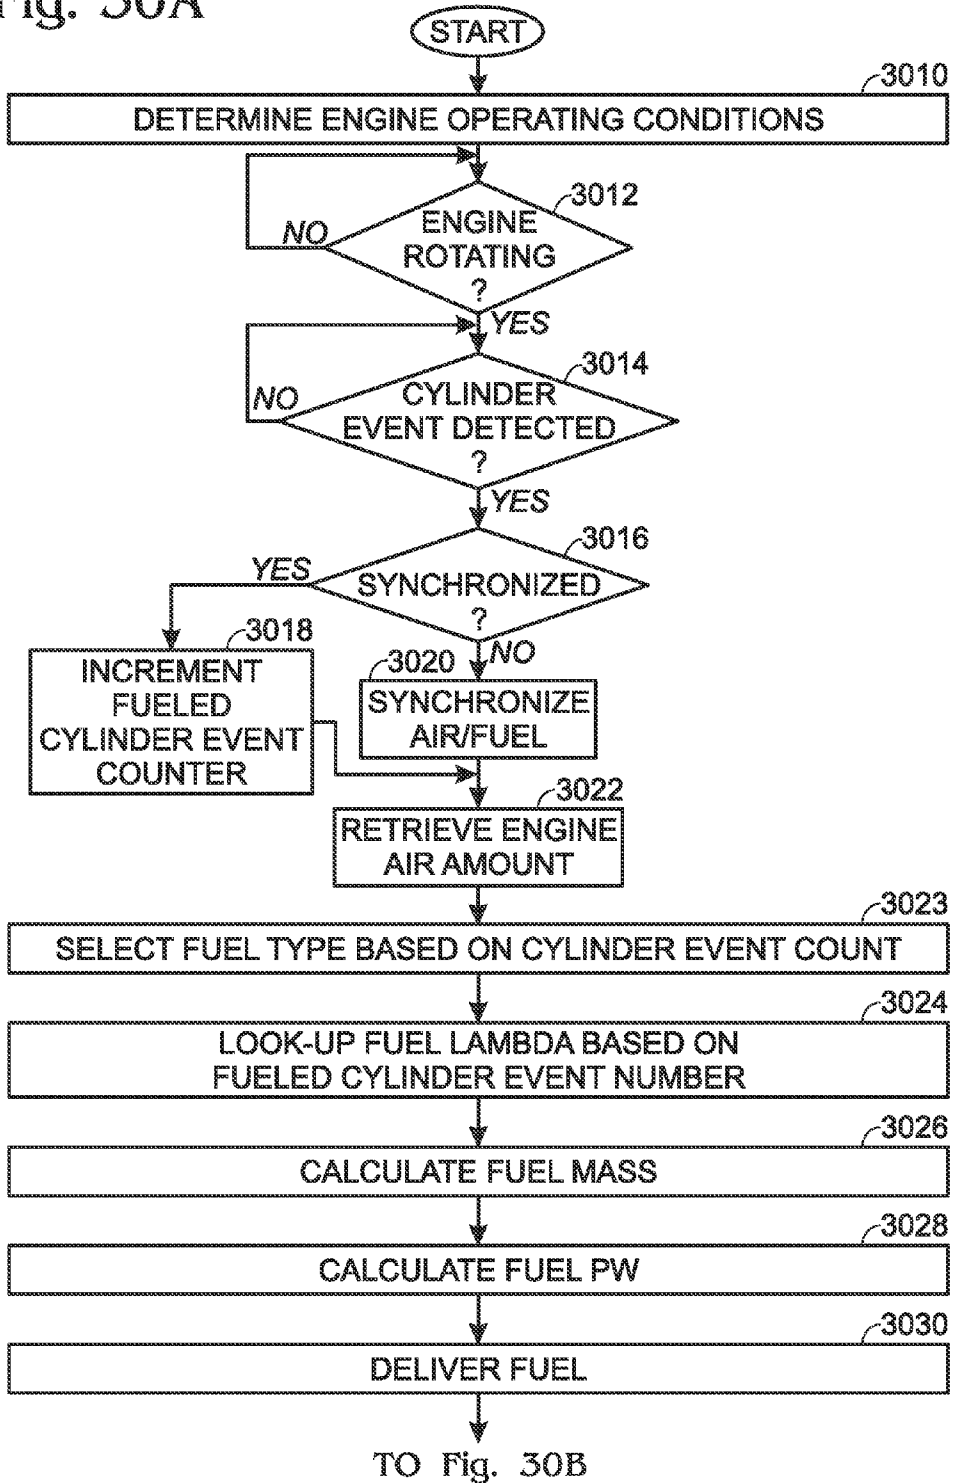 Fig. 30A
START
3010
DETERMINE ENGINE OPERATING CONDITIONS
3012
ENGINE
ROTATING
?
NO
YES
3014
CYLINDER
EVENT DETECTED
?
NO
YES
3016
SYNCHRONIZED
?
YES
NO
3018
INCREMENT
FUELED
CYLINDER EVENT
COUNTER
3020
SYNCHRONIZE
AIR/FUEL
3022
RETRIEVE ENGINE
AIR AMOUNT
3023
SELECT FUEL TYPE BASED ON CYLINDER EVENT COUNT
3024
LOOK-UP FUEL LAMBDA BASED ON
FUELED CYLINDER EVENT NUMBER
3026
CALCULATE FUEL MASS
3028
CALCULATE FUEL PW
3030
DELIVER FUEL
TO Fig. 30B